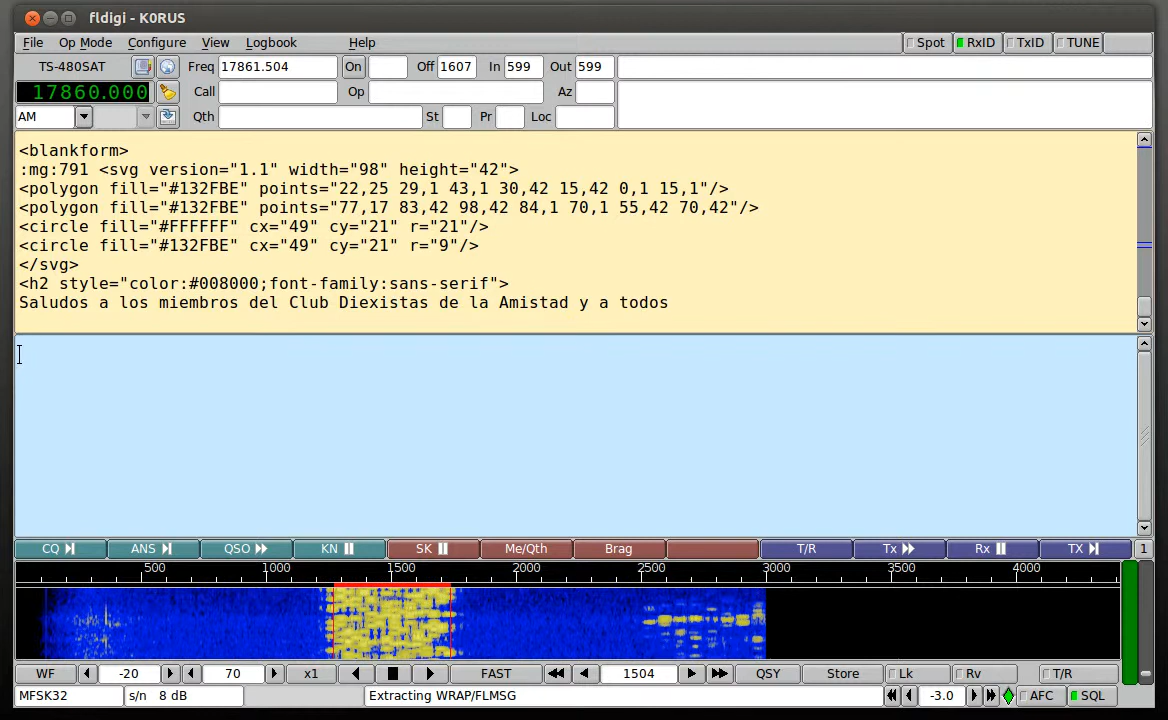 fldigi - K0RUS
File Op Mode Configure View Logbook Help Spot RxID TxID TUNE
TS-480SAT Freq 17861.504 On Off 1607 In 599 Out 599
17860.000 Call Op Az
AM Qth St Pr Loc
<blankform>
:mg:791 <svg version="1.1" width="98" height="42">
<polygon fill="#132FBE" points="22,25 29,1 43,1 30,42 15,42 0,1 15,1"/>
<polygon fill="#132FBE" points="77,17 83,42 98,42 84,1 70,1 55,42 70,42"/>
<circle fill="#FFFFFF" cx="49" cy="21" r="21"/>
<circle fill="#132FBE" cx="49" cy="21" r="9"/>
</svg>
<h2 style="color:#008000;font-family:sans-serif">
Saludos a los miembros del Club Diexistas de la Amistad y a todos
CQ ANS QSO KN SK Me/Qth Brag T/R Tx Rx TX 1
500 1000 1500 2000 2500 3000 3500 4000
WF -20 70 x1 FAST 1504 QSY Store Lk Rv T/R
MFSK32 s/n 8 dB Extracting WRAP/FLMSG -3.0 AFC SQL